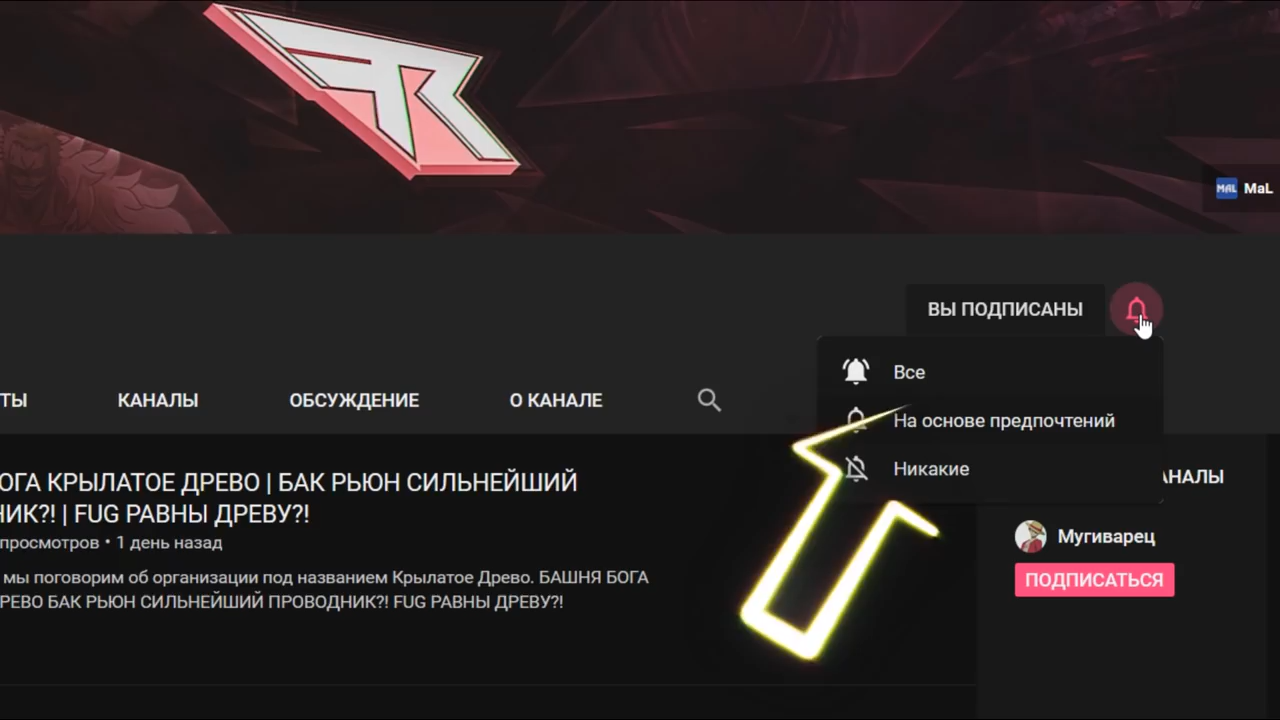 MAL MaL
ВЫ ПОДПИСАНЫ
Все
На основе предпочтений
Никакие
ТЫ КАНАЛЫ ОБСУЖДЕНИЕ О КАНАЛЕ
ОГА КРЫЛАТОЕ ДРЕВО | БАК РЬЮН СИЛЬНЕЙШИЙ
НИК?! | FUG РАВНЫ ДРЕВУ?!
просмотров • 1 день назад
мы поговорим об организации под названием Крылатое Древо. БАШНЯ БОГА
РЕВО БАК РЬЮН СИЛЬНЕЙШИЙ ПРОВОДНИК?! FUG РАВНЫ ДРЕВУ?!
АНАЛЫ
Мугиварец
ПОДПИСАТЬСЯ